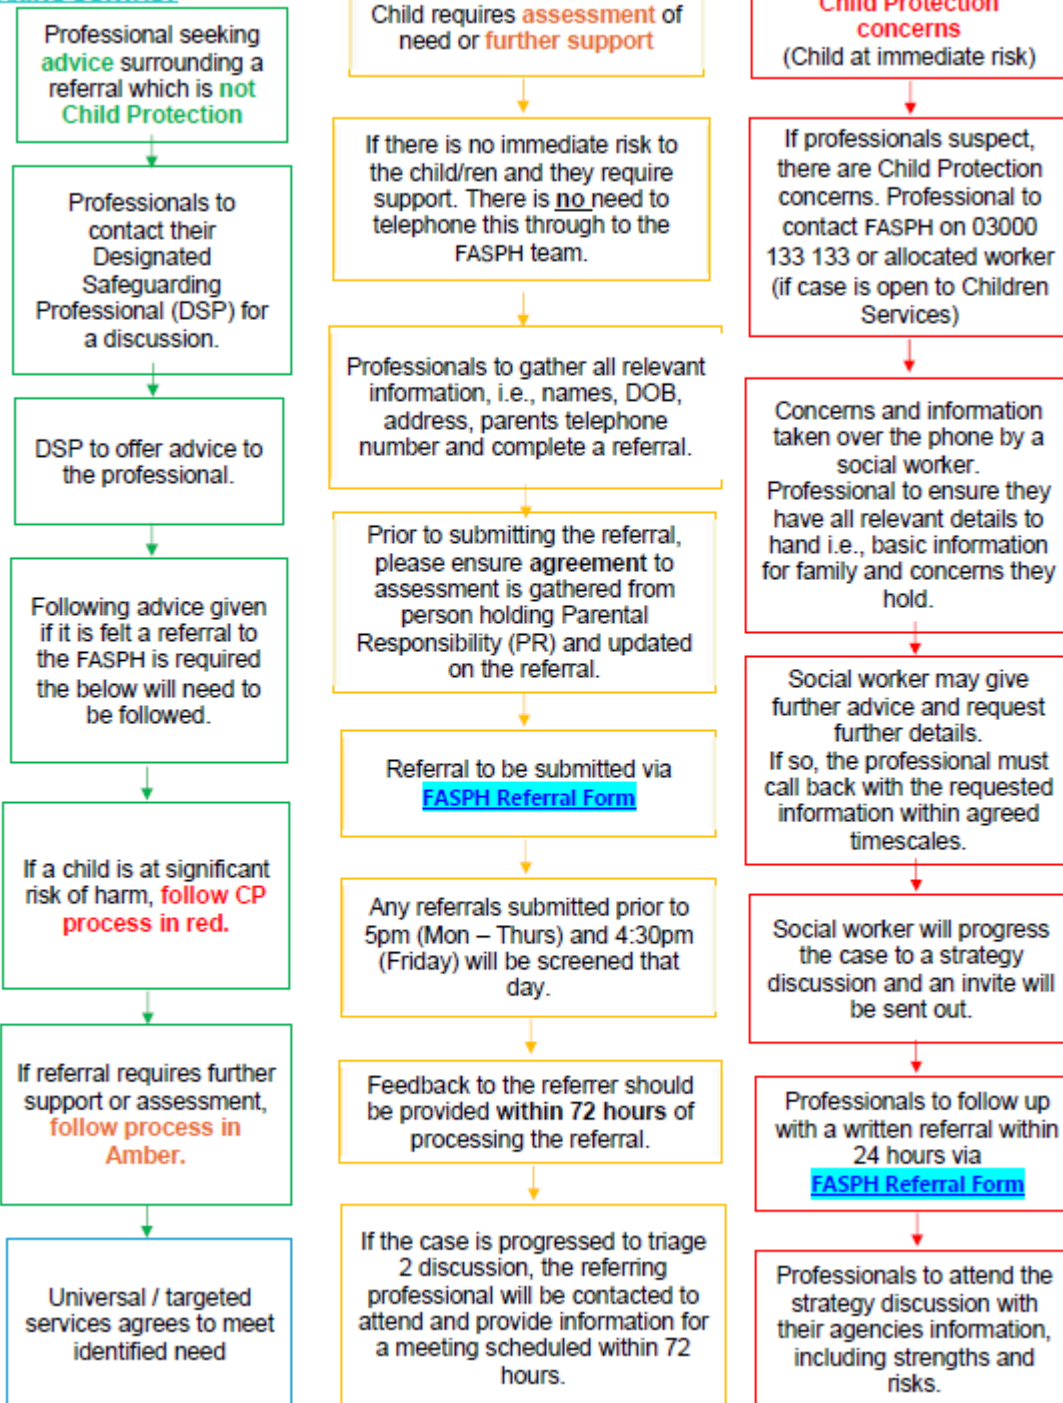 Professional seeking
advice surrounding a
referral which is not
Child Protection
Professionals to
contact their
Designated
Safeguarding
Professional (DSP) for
a discussion.
DSP to offer advice to
the professional.
Following advice given
if it is felt a referral to
the FASPH is required
the below will need to
be followed.
If a child is at significant
risk of harm, follow CP
process in red.
If referral requires further
support or assessment,
follow process in
Amber.
Universal / targeted
services agrees to meet
identified need
Child requires assessment of
need or further support
If there is no immediate risk to
the child/ren and they require
support. There is no need to
telephone this through to the
FASPH team.
Professionals to gather all relevant
information, i.e., names, DOB,
address, parents telephone
number and complete a referral.
Prior to submitting the referral,
please ensure agreement to
assessment is gathered from
person holding Parental
Responsibility (PR) and updated
on the referral.
Referral to be submitted via
FASPH Referral Form
Any referrals submitted prior to
5pm (Mon – Thurs) and 4:30pm
(Friday) will be screened that
day.
Feedback to the referrer should
be provided within 72 hours of
processing the referral.
If the case is progressed to triage
2 discussion, the referring
professional will be contacted to
attend and provide information for
a meeting scheduled within 72
hours.
Child Protection
concerns
(Child at immediate risk)
If professionals suspect,
there are Child Protection
concerns. Professional to
contact FASPH on 03000
133 133 or allocated worker
(if case is open to Children
Services)
Concerns and information
taken over the phone by a
social worker.
Professional to ensure they
have all relevant details to
hand i.e., basic information
for family and concerns they
hold.
Social worker may give
further advice and request
further details.
If so, the professional must
call back with the requested
information within agreed
timescales.
Social worker will progress
the case to a strategy
discussion and an invite will
be sent out.
Professionals to follow up
with a written referral within
24 hours via
FASPH Referral Form
Professionals to attend the
strategy discussion with
their agencies information,
including strengths and
risks.